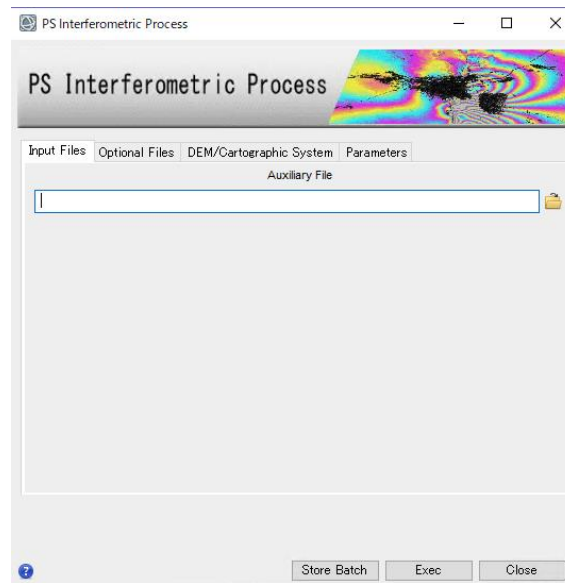 PS Interferometric Process
PS Interferometric Process
Input Files Optional Files DEM/Cartographic System Parameters
Auxiliary File
Store Batch Exec Close